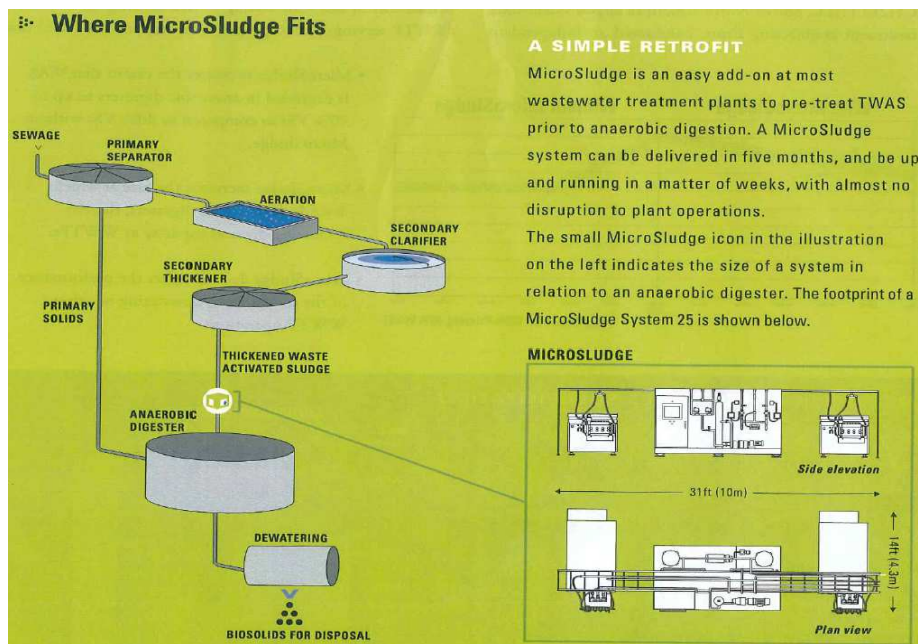 Where MicroSludge Fits
SEWAGE
PRIMARY
SEPARATOR
AERATION
SECONDARY
CLARIFIER
SECONDARY
THICKENER
PRIMARY
SOLIDS
THICKENED WASTE
ACTIVATED SLUDGE
ANAEROBIC
DIGESTER
DEWATERING
BIOSOLIDS FOR DISPOSAL
A SIMPLE RETROFIT
MicroSludge is an easy add-on at most
wastewater treatment plants to pre-treat TWAS
prior to anaerobic digestion. A MicroSludge
system can be delivered in five months, and be up
and running in a matter of weeks, with almost no
disruption to plant operations.
The small MicroSludge icon in the illustration
on the left indicates the size of a system in
relation to an anaerobic digester. The footprint of a
MicroSludge System 25 is shown below.
MICROSLUDGE
Side elevation
31ft (10m)
14ft (4.3m)
Plan view